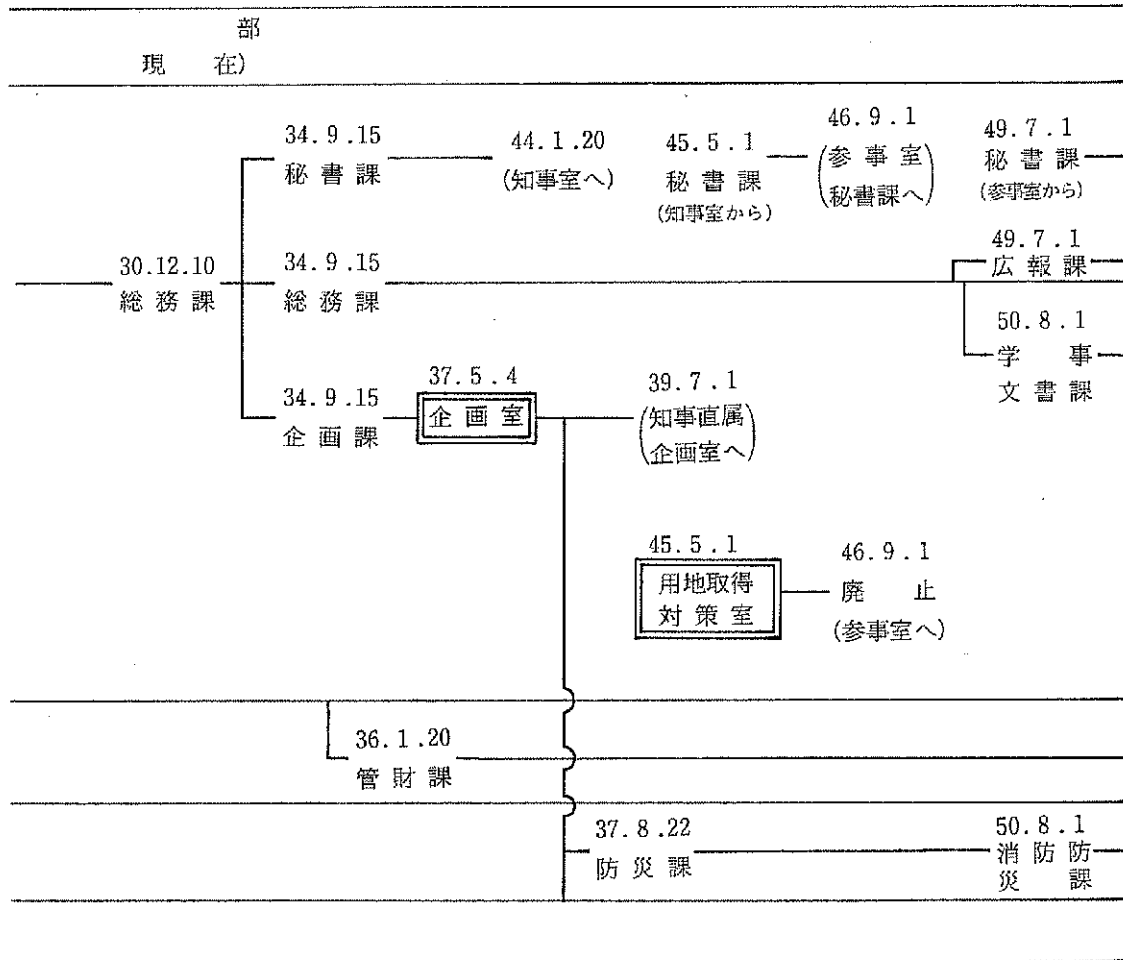 部
現 在)
34.9.15
秘書課
44.1.20
(知事室へ)
45.5.1
秘書課
(知事室から)
46.9.1
(参事室
秘書課へ)
49.7.1
秘書課
(参事室から)
30.12.10
総務課
34.9.15
総務課
49.7.1
広報課
50.8.1
学事
文書課
34.9.15
企画課
37.5.4
企画室
39.7.1
(知事直属
企画室へ)
45.5.1
用地取得
対策室
46.9.1
廃止
(参事室へ)
36.1.20
管財課
37.8.22
防災課
50.8.1
消防防
災課